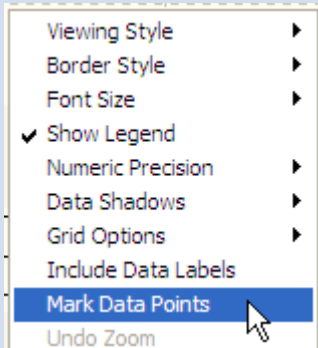 Viewing Style
Border Style
Font Size
Show Legend
Numeric Precision
Data Shadows
Grid Options
Include Data Labels
Mark Data Points
Undo Zoom